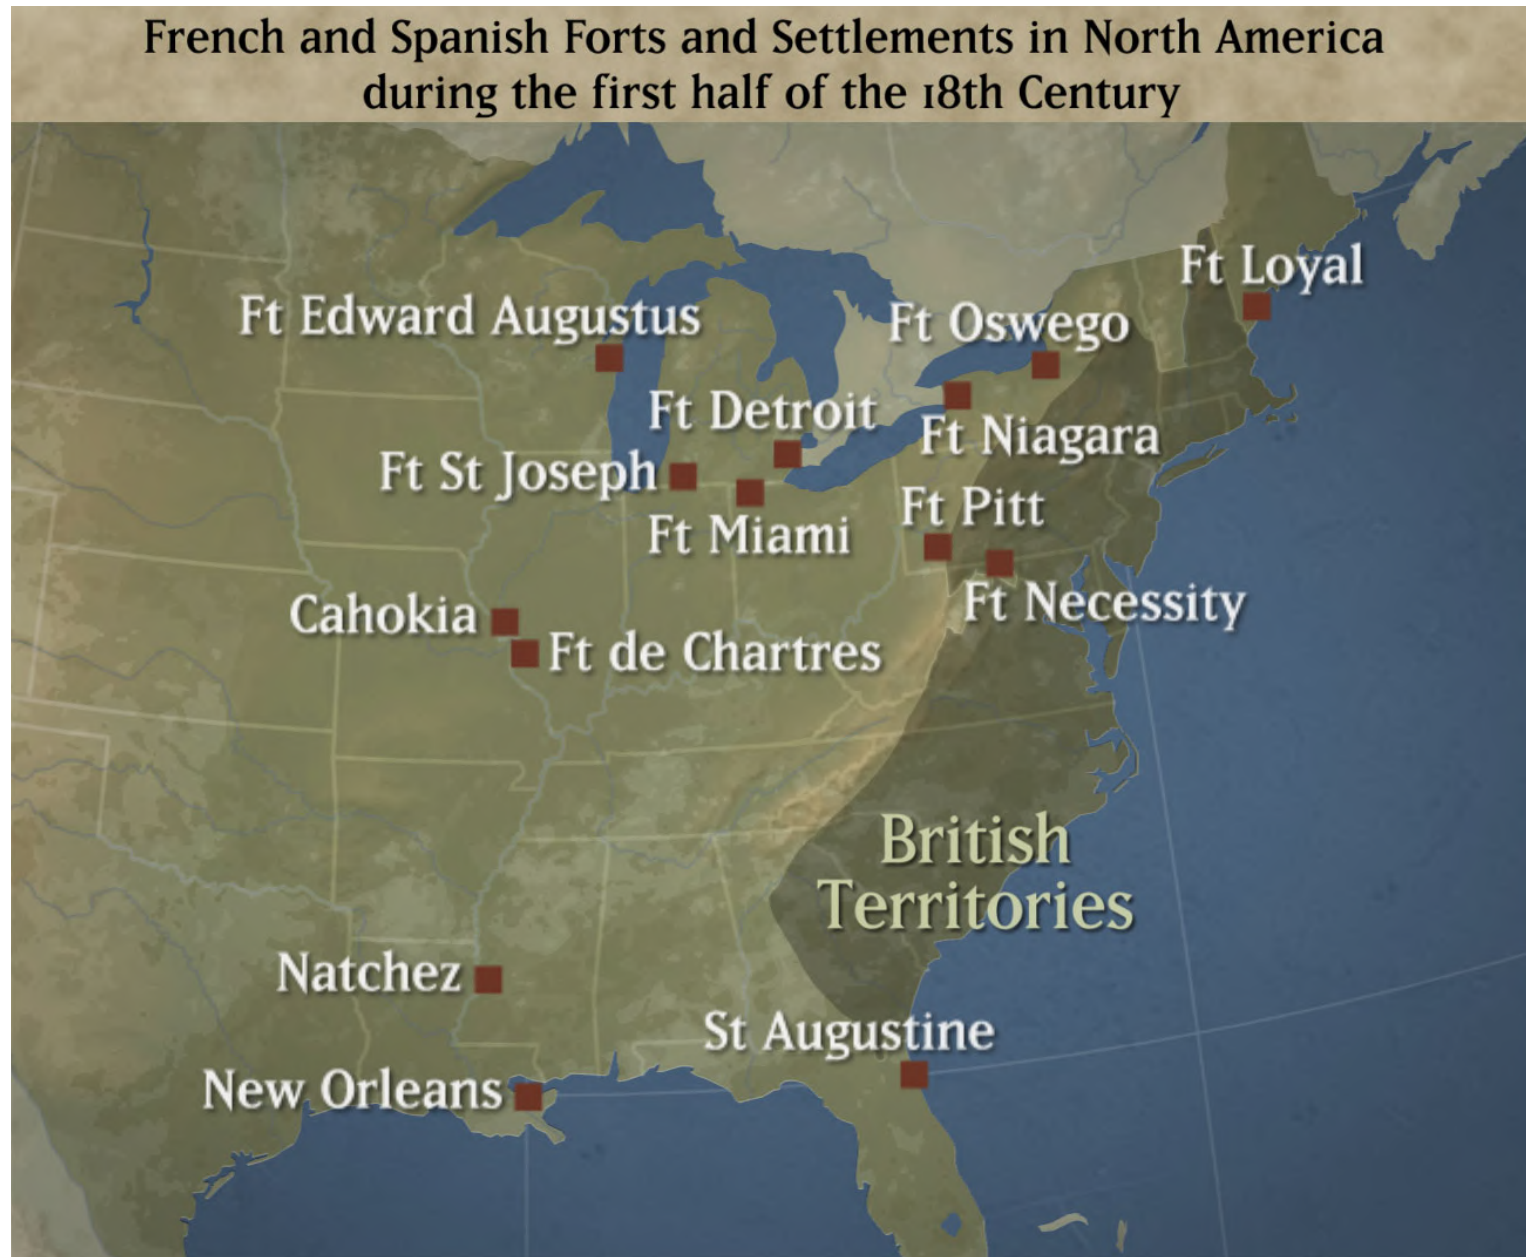 French and Spanish Forts and Settlements in North America
during the first half of the 18th Century
Ft Loyal
Ft Edward Augustus
Ft Oswego
Ft Detroit
Ft Niagara
Ft St Joseph
Ft Pitt
Ft Miami
Ft Necessity
Cahokia
Ft de Chartres
British
Territories
Natchez
St Augustine
New Orleans